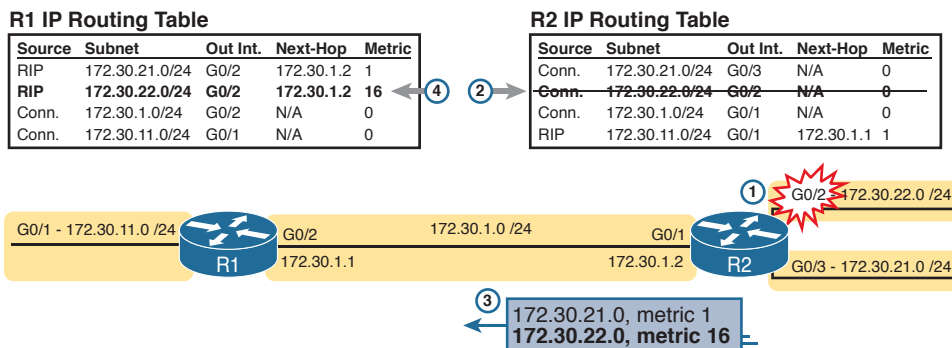 R1 IP Routing Table
Source Subnet Out Int. Next-Hop Metric
RIP 172.30.21.0/24 G0/2 172.30.1.2 1
RIP 172.30.22.0/24 G0/2 172.30.1.2 16
Conn. 172.30.1.0/24 G0/2 N/A 0
Conn. 172.30.11.0/24 G0/1 N/A 0
4
2
R2 IP Routing Table
Source Subnet Out Int. Next-Hop Metric
Conn. 172.30.21.0/24 G0/3 N/A 0
Conn. 172.30.22.0/24 G0/2 N/A 0
Conn. 172.30.1.0/24 G0/1 N/A 0
RIP 172.30.11.0/24 G0/1 172.30.1.1 1
1
G0/2 - 172.30.22.0 /24
G0/1 - 172.30.11.0 /24
G0/2
172.30.1.0 /24
G0/1
R1
172.30.1.1
172.30.1.2
R2
G0/3 - 172.30.21.0 /24
3
172.30.21.0, metric 1
172.30.22.0, metric 16